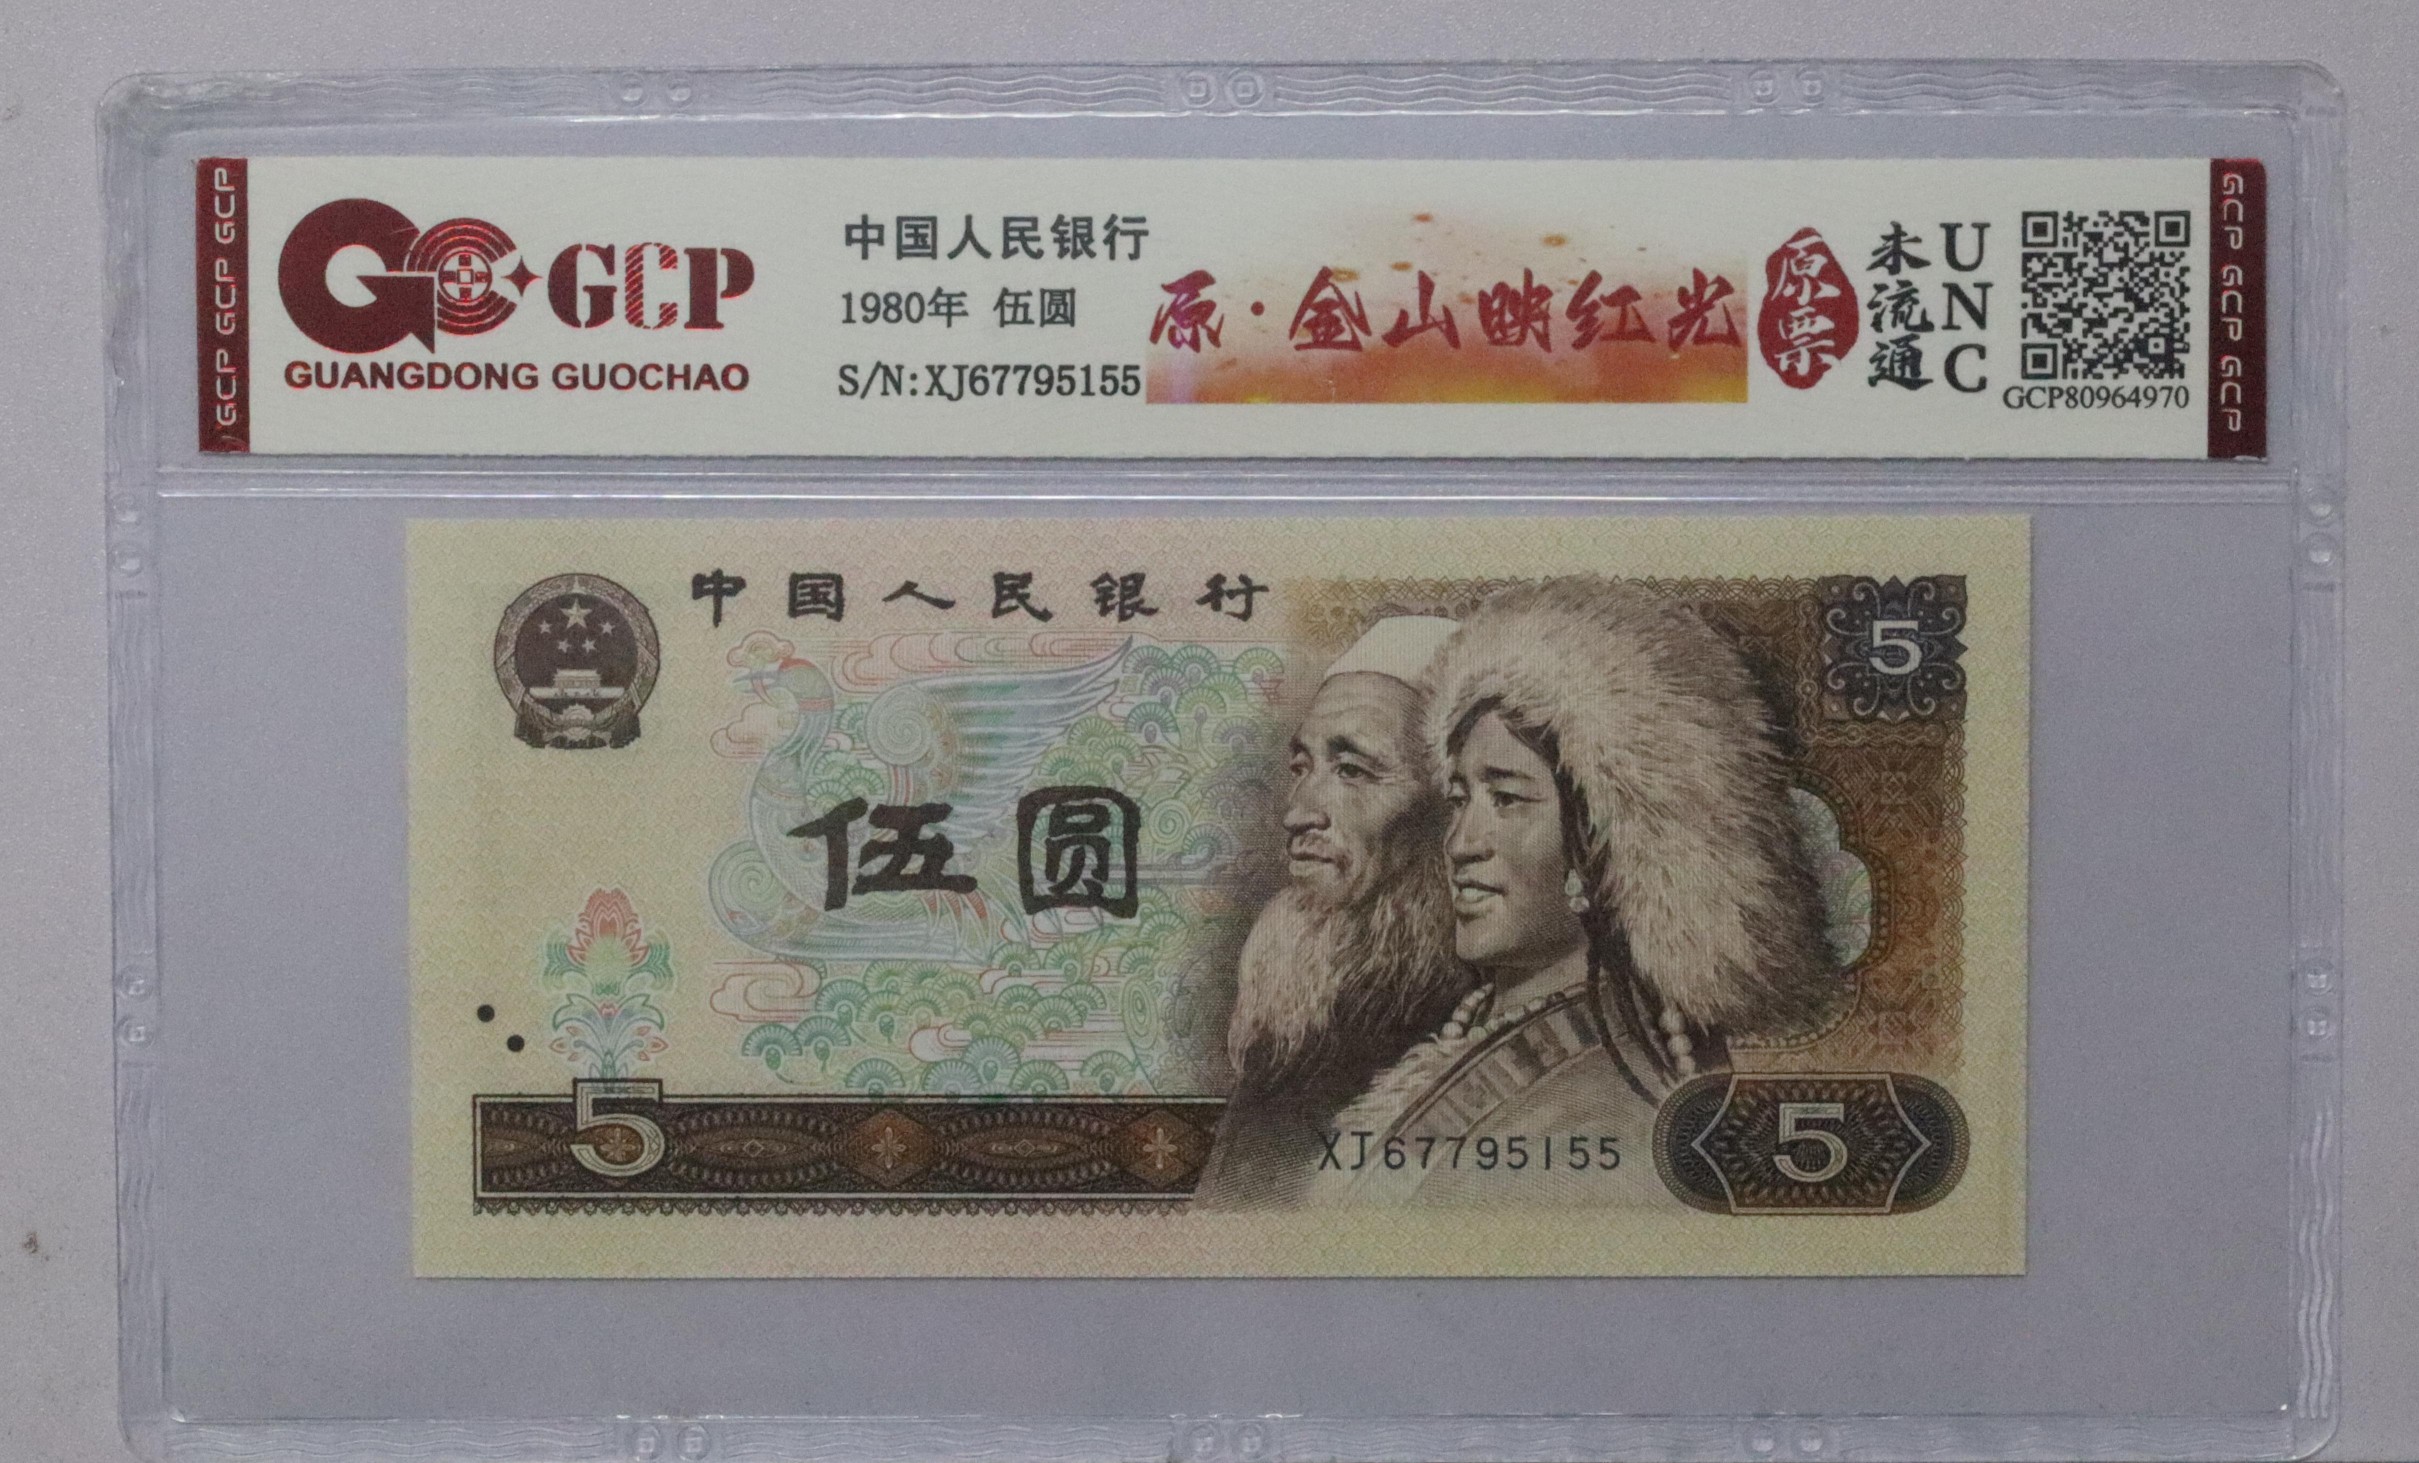 GCP GCP GCP
GCP
GUANGDONG GUOCHAO
中国人民银行
1980年 伍圆
S/N:XJ67795155
原·金山映红光
原票
未流通
UNC
GCP80964970
GCP GCP GCP
中国人民银行
5
伍圆
5
XJ67795155
5